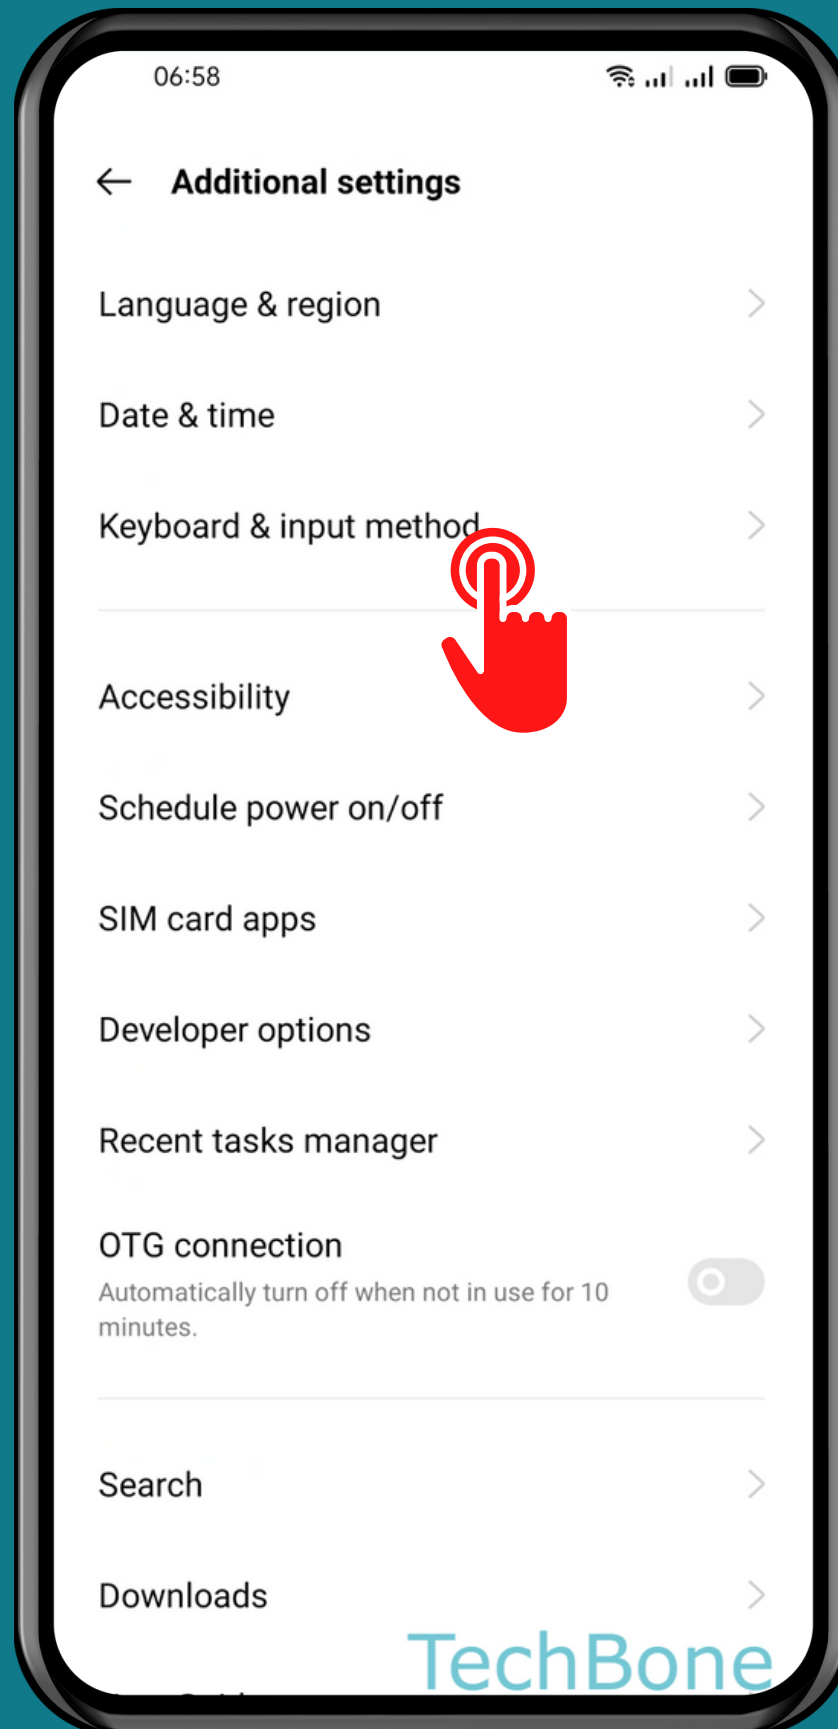 06:58
Additional settings
Language & region
Date & time
Keyboard & input method
Accessibility
Schedule power on/off
SIM card apps
Developer options
Recent tasks manager
OTG connection
Automatically turn off when not in use for 10
minutes.
Search
Downloads
TechBone